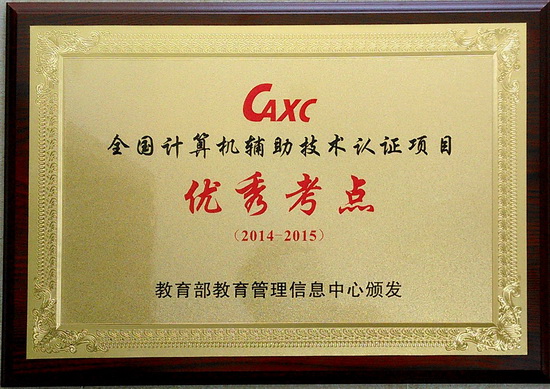 CAXC
全国计算机辅助技术认证项目
优秀考点
（2014-2015）
教育部教育管理信息中心颁发